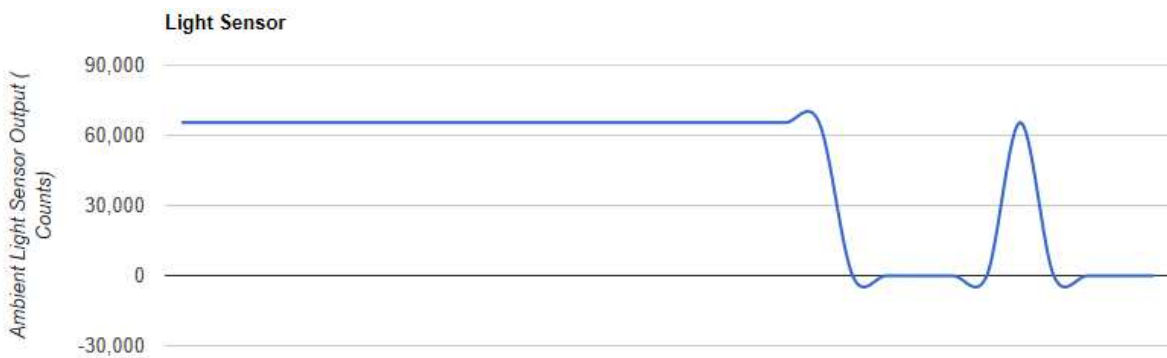 Light Sensor
Ambient Light Sensor Output (
Counts)
90,000
60,000
30,000
0
-30,000